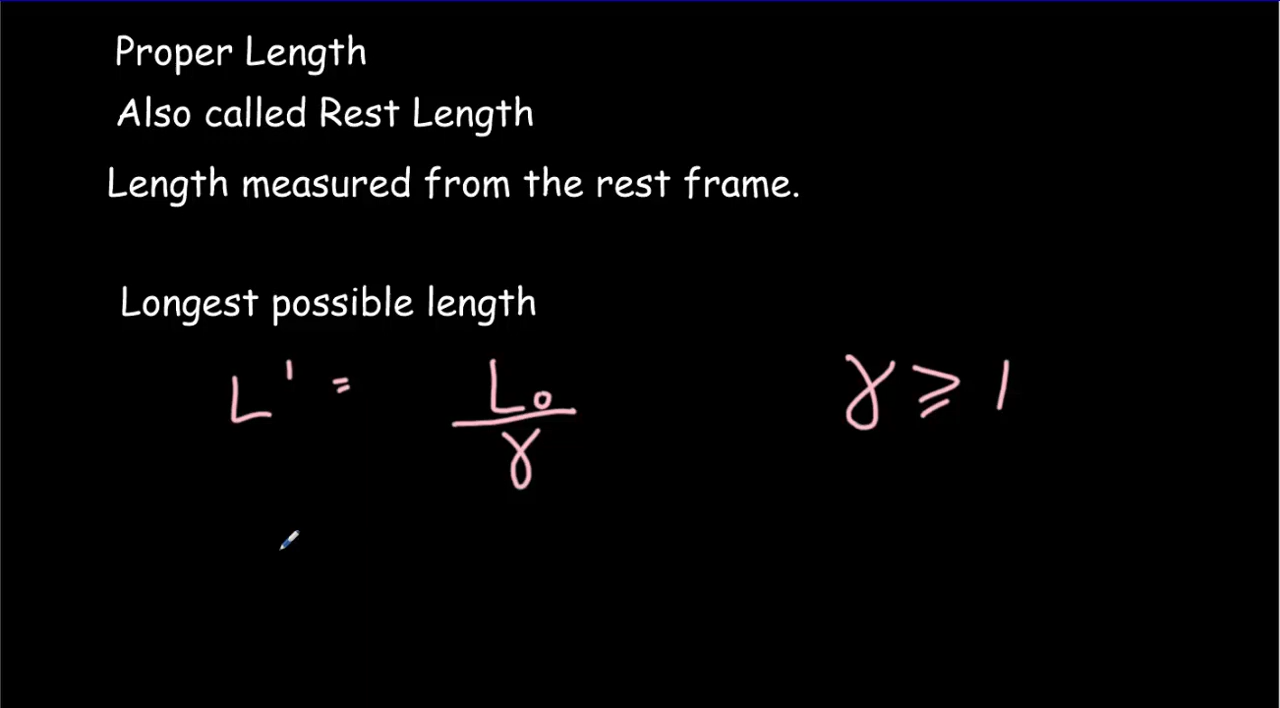 Proper Length
Also called Rest Length
Length measured from the rest frame.
Longest possible length
L' = L₀/γ γ ≥ 1